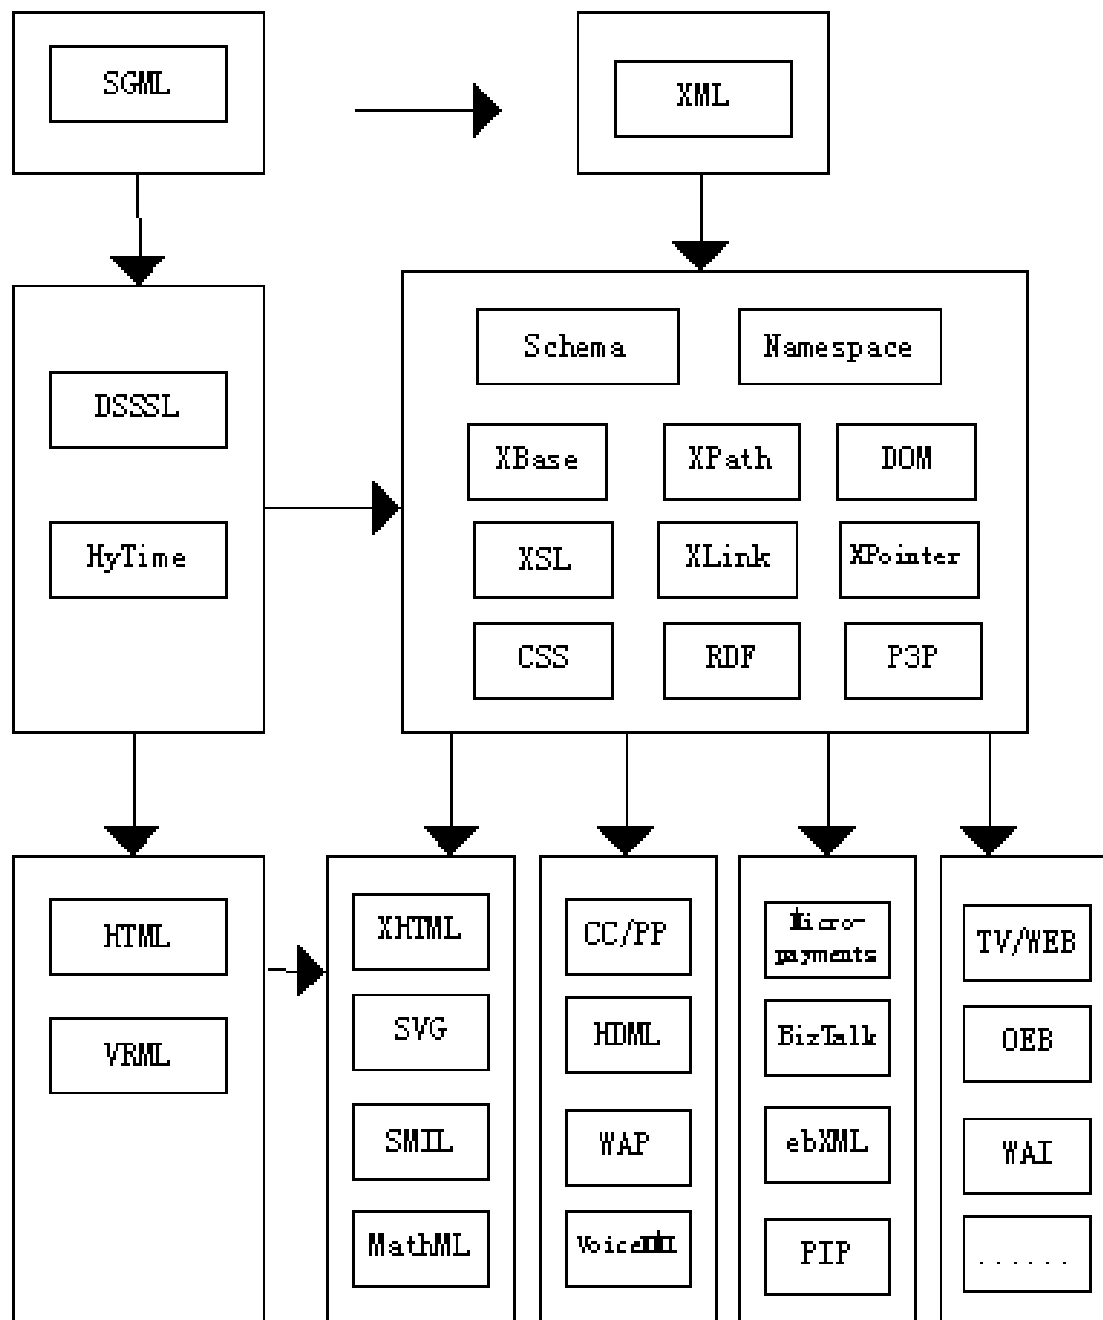 SGML
XML
Schema
Namespace
DSSSL
XBase
XPath
DOM
HyTime
XSL
XLink
XPointer
CSS
RDF
P3P
HTML
XHTML
CC/PP
Micro-
payments
TV/WEB
VRML
SVG
HDML
BizTalk
OEB
SMIL
WAP
ebXML
WAI
MathML
VoiceXML
PIP
......